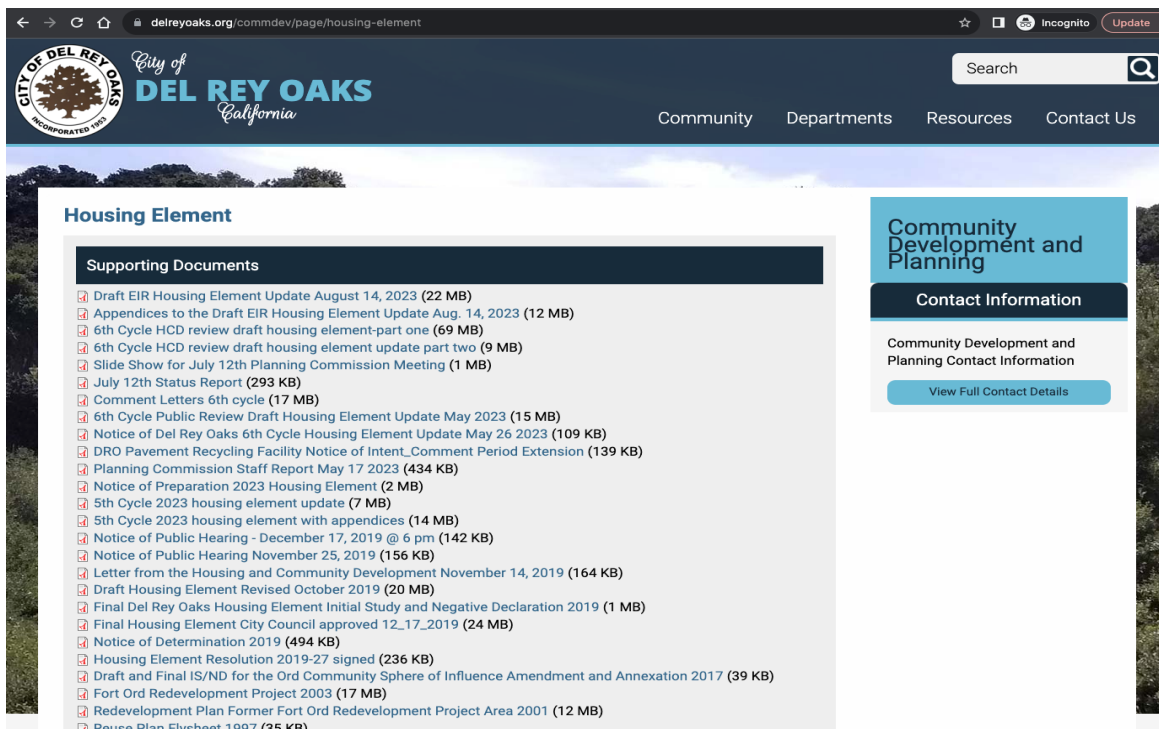 delreyoaks.org/commdev/page/housing-element
Incognito
Update
CITY OF DEL REY OAKS
INCORPORATED 1953
City of
DEL REY OAKS
California
Search
Community Departments Resources Contact Us
Housing Element
Supporting Documents
Draft EIR Housing Element Update August 14, 2023 (22 MB)
Appendices to the Draft EIR Housing Element Update Aug. 14, 2023 (12 MB)
6th Cycle HCD review draft housing element-part one (69 MB)
6th Cycle HCD review draft housing element update part two (9 MB)
Slide Show for July 12th Planning Commission Meeting (1 MB)
July 12th Status Report (293 KB)
Comment Letters 6th cycle (17 MB)
6th Cycle Public Review Draft Housing Element Update May 2023 (15 MB)
Notice of Del Rey Oaks 6th Cycle Housing Element Update May 26 2023 (109 KB)
DRO Pavement Recycling Facility Notice of Intent_Comment Period Extension (139 KB)
Planning Commission Staff Report May 17 2023 (434 KB)
Notice of Preparation 2023 Housing Element (2 MB)
5th Cycle 2023 housing element update (7 MB)
5th Cycle 2023 housing element with appendices (14 MB)
Notice of Public Hearing - December 17, 2019 @ 6 pm (142 KB)
Notice of Public Hearing November 25, 2019 (156 KB)
Letter from the Housing and Community Development November 14, 2019 (164 KB)
Draft Housing Element Revised October 2019 (20 MB)
Final Del Rey Oaks Housing Element Initial Study and Negative Declaration 2019 (1 MB)
Final Housing Element City Council approved 12_17_2019 (24 MB)
Notice of Determination 2019 (494 KB)
Housing Element Resolution 2019-27 signed (236 KB)
Draft and Final IS/ND for the Ord Community Sphere of Influence Amendment and Annexation 2017 (39 KB)
Fort Ord Redevelopment Project 2003 (17 MB)
Redevelopment Plan Former Fort Ord Redevelopment Project Area 2001 (12 MB)
Reuse Plan Flysheet 1997 (35 KB)
Community
Development and
Planning
Contact Information
Community Development and
Planning Contact Information
View Full Contact Details